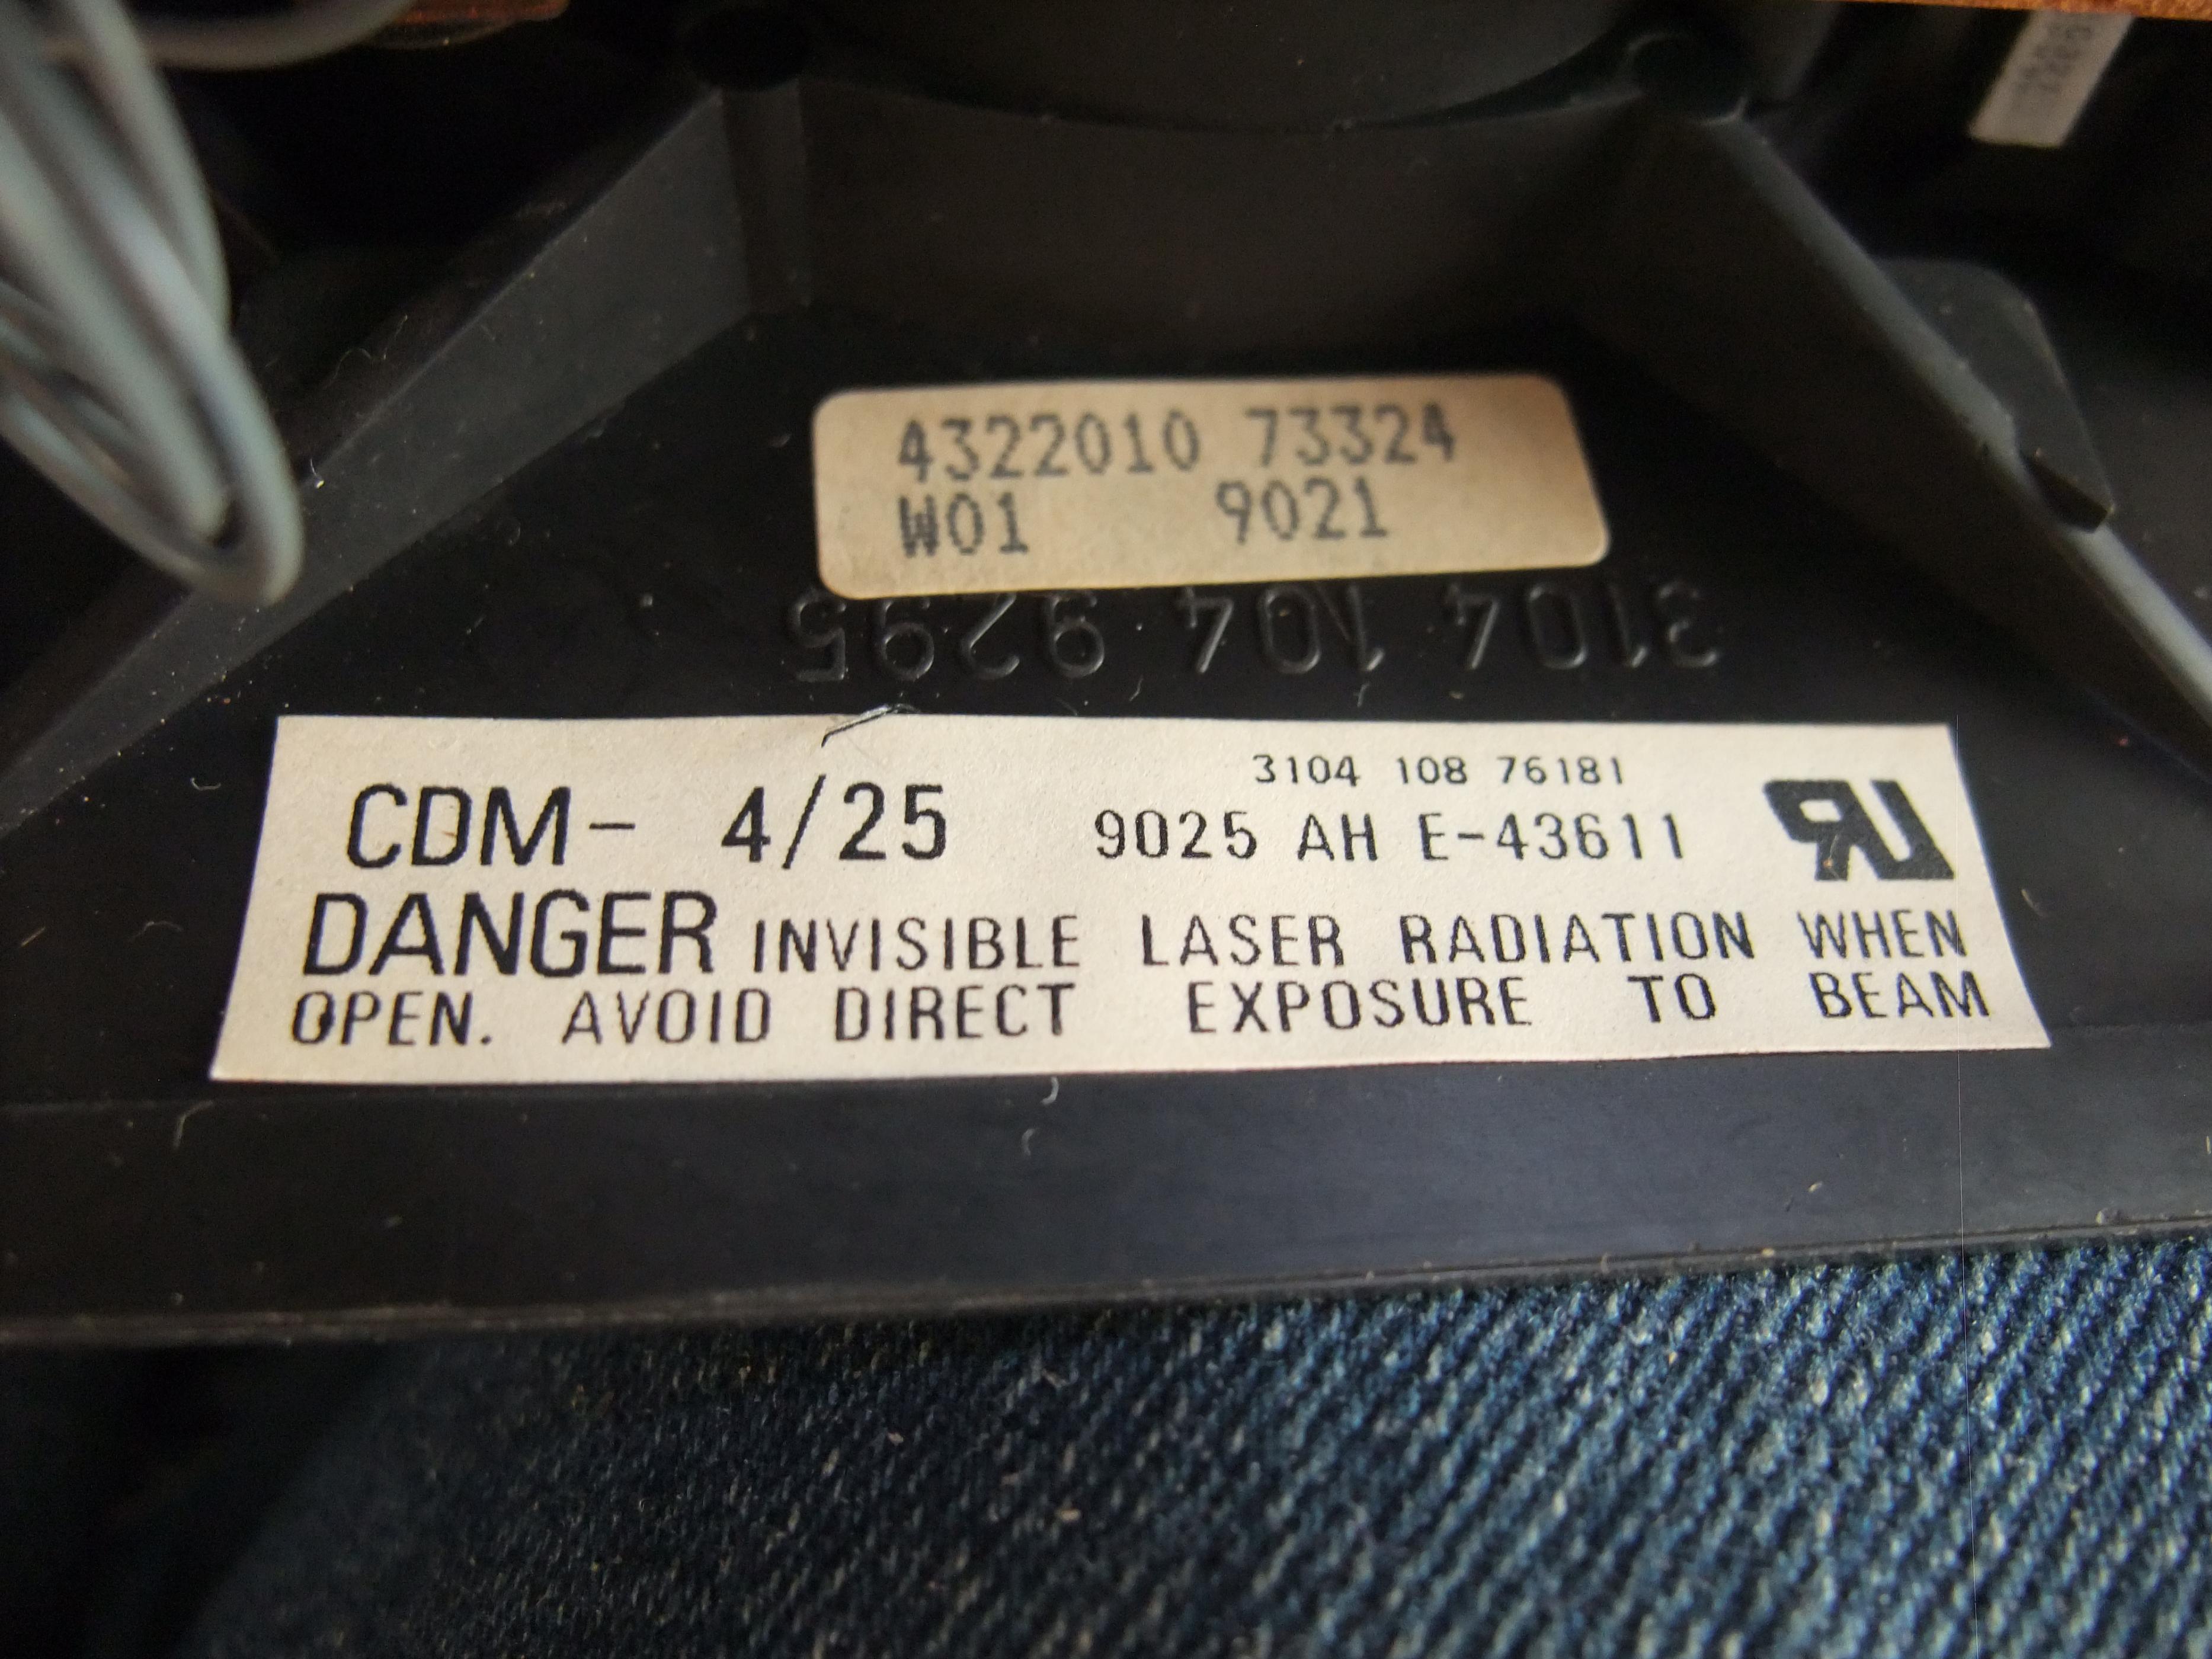 4322010 73324
W01 9021
3104 104 9295
3104 108 76181
CDM- 4/25 9025 AH E-43611
DANGER INVISIBLE LASER RADIATION WHEN
OPEN. AVOID DIRECT EXPOSURE TO BEAM